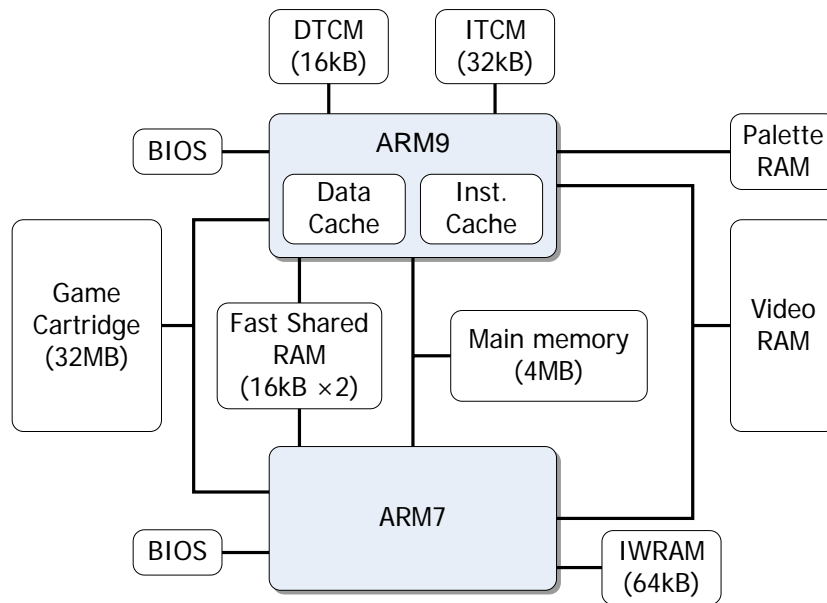 DTCM
(16kB)
ITCM
(32kB)
BIOS
ARM9
Palette
RAM
Data
Cache
Inst.
Cache
Game
Cartridge
(32MB)
Fast Shared
RAM
(16kB ×2)
Main memory
(4MB)
Video
RAM
ARM7
BIOS
IWRAM
(64kB)